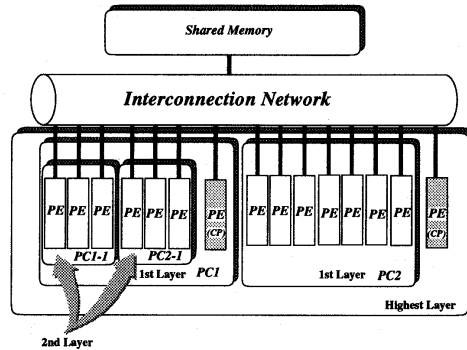 Shared Memory
Interconnection Network
PE PE PE PE PE PE PE (CP) PE PE PE PE PE PE PE PE (CP)
PC1-1 PC2-1
1st Layer PC1 1st Layer PC2
Highest Layer
2nd Layer